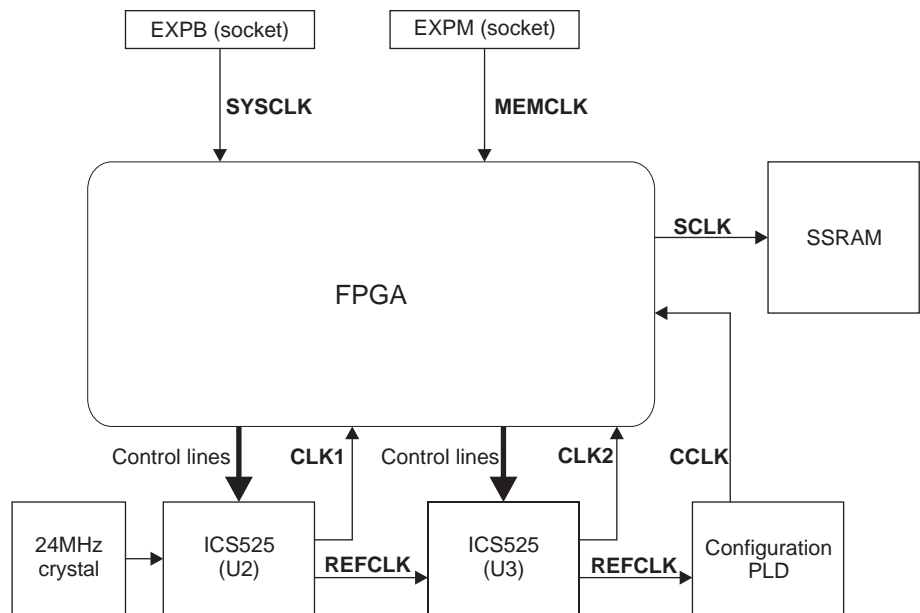 EXPB (socket)
EXPM (socket)
SYSCLK
MEMCLK
SCLK
SSRAM
FPGA
Control lines
CLK1
Control lines
CLK2
CCLK
24MHz
crystal
ICS525
(U2)
REFCLK
ICS525
(U3)
REFCLK
Configuration
PLD